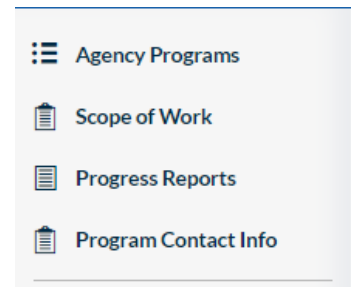 Agency Programs
Scope of Work
Progress Reports
Program Contact Info